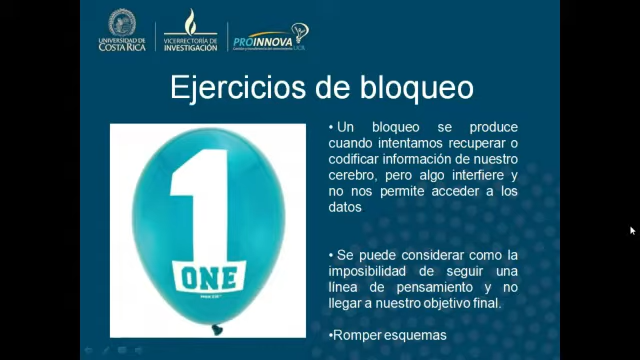 UNIVERSIDAD DE
COSTA RICA
VICERRECTORÍA DE
INVESTIGACIÓN
PROINNOVA
Ejercicios de bloqueo
1
ONE
• Un bloqueo se produce
cuando intentamos recuperar o
codificar información de nuestro
cerebro, pero algo interfiere y
no nos permite acceder a los
datos
• Se puede considerar como la
imposibilidad de seguir una
línea de pensamiento y no
llegar a nuestro objetivo final.
•Romper esquemas